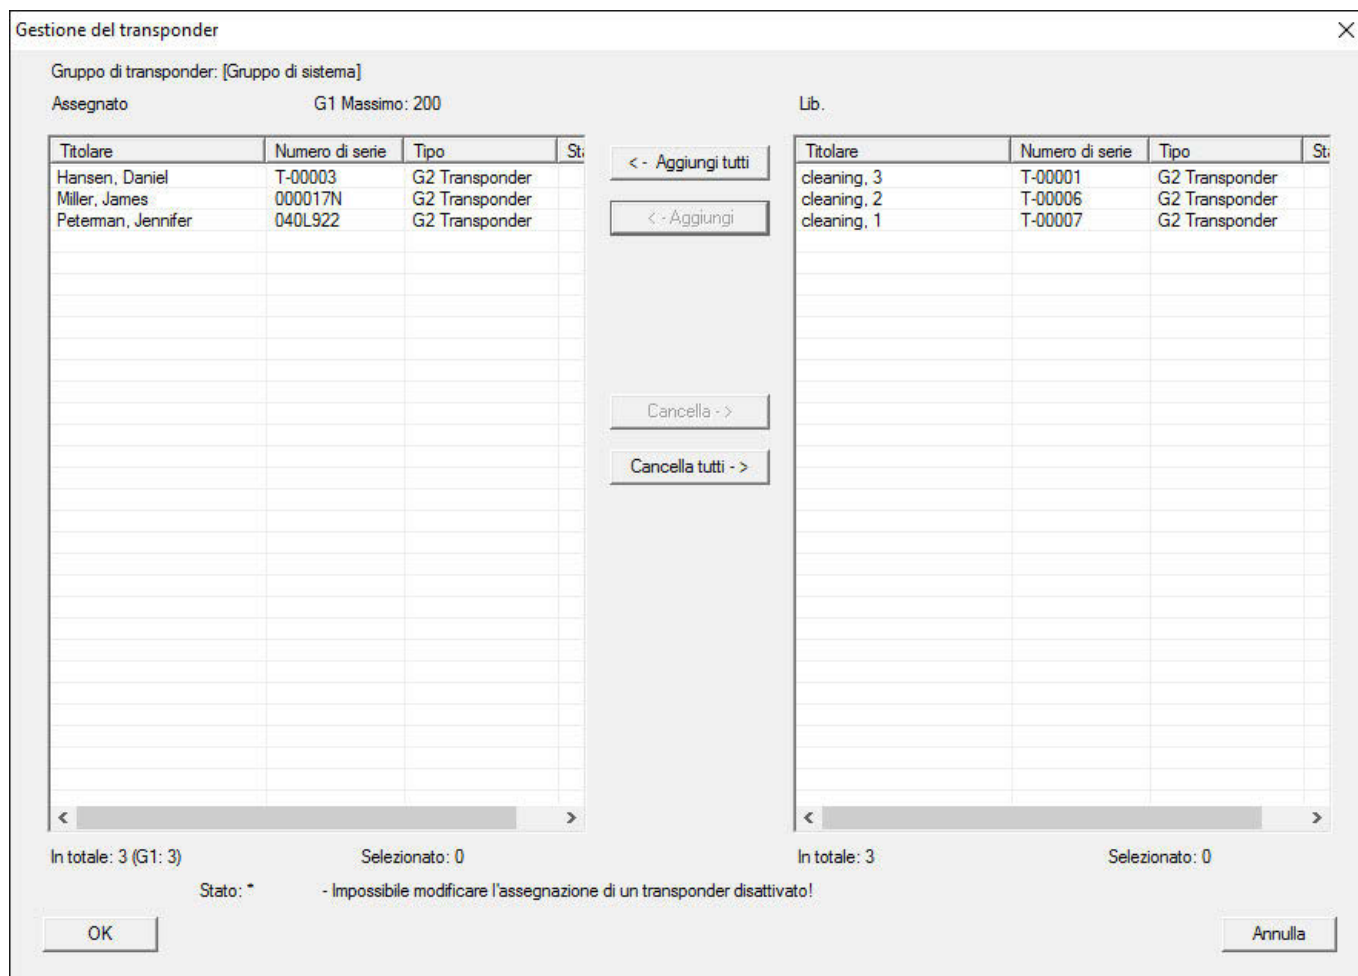 Gestione del transponder
Gruppo di transponder: [Gruppo di sistema]
Assegnato G1 Massimo: 200 Lib.
Titolare Numero di serie Tipo Sta
Hansen, Daniel T-00003 G2 Transponder
Miller, James 000017N G2 Transponder
Peterman, Jennifer 040L922 G2 Transponder
< - Aggiungi tutti
< - Aggiungi
Cancella - >
Cancella tutti - >
Titolare Numero di serie Tipo Sta
cleaning, 3 T-00001 G2 Transponder
cleaning, 2 T-00006 G2 Transponder
cleaning, 1 T-00007 G2 Transponder
In totale: 3 (G1: 3) Selezionato: 0 In totale: 3 Selezionato: 0
Stato: * - Impossibile modificare l'assegnazione di un transponder disattivato!
OK Annulla